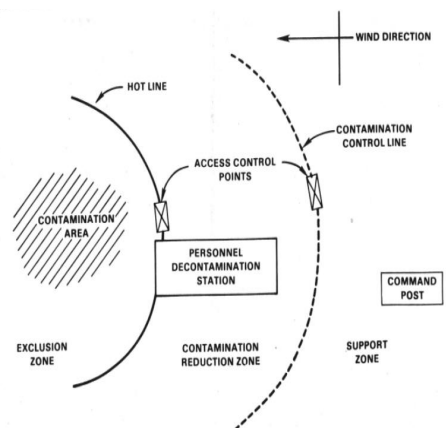 WIND DIRECTION
HOT LINE
CONTAMINATION
CONTROL LINE
ACCESS CONTROL
POINTS
CONTAMINATION
AREA
PERSONNEL
DECONTAMINATION
STATION
COMMAND
POST
EXCLUSION
ZONE
CONTAMINATION
REDUCTION ZONE
SUPPORT
ZONE